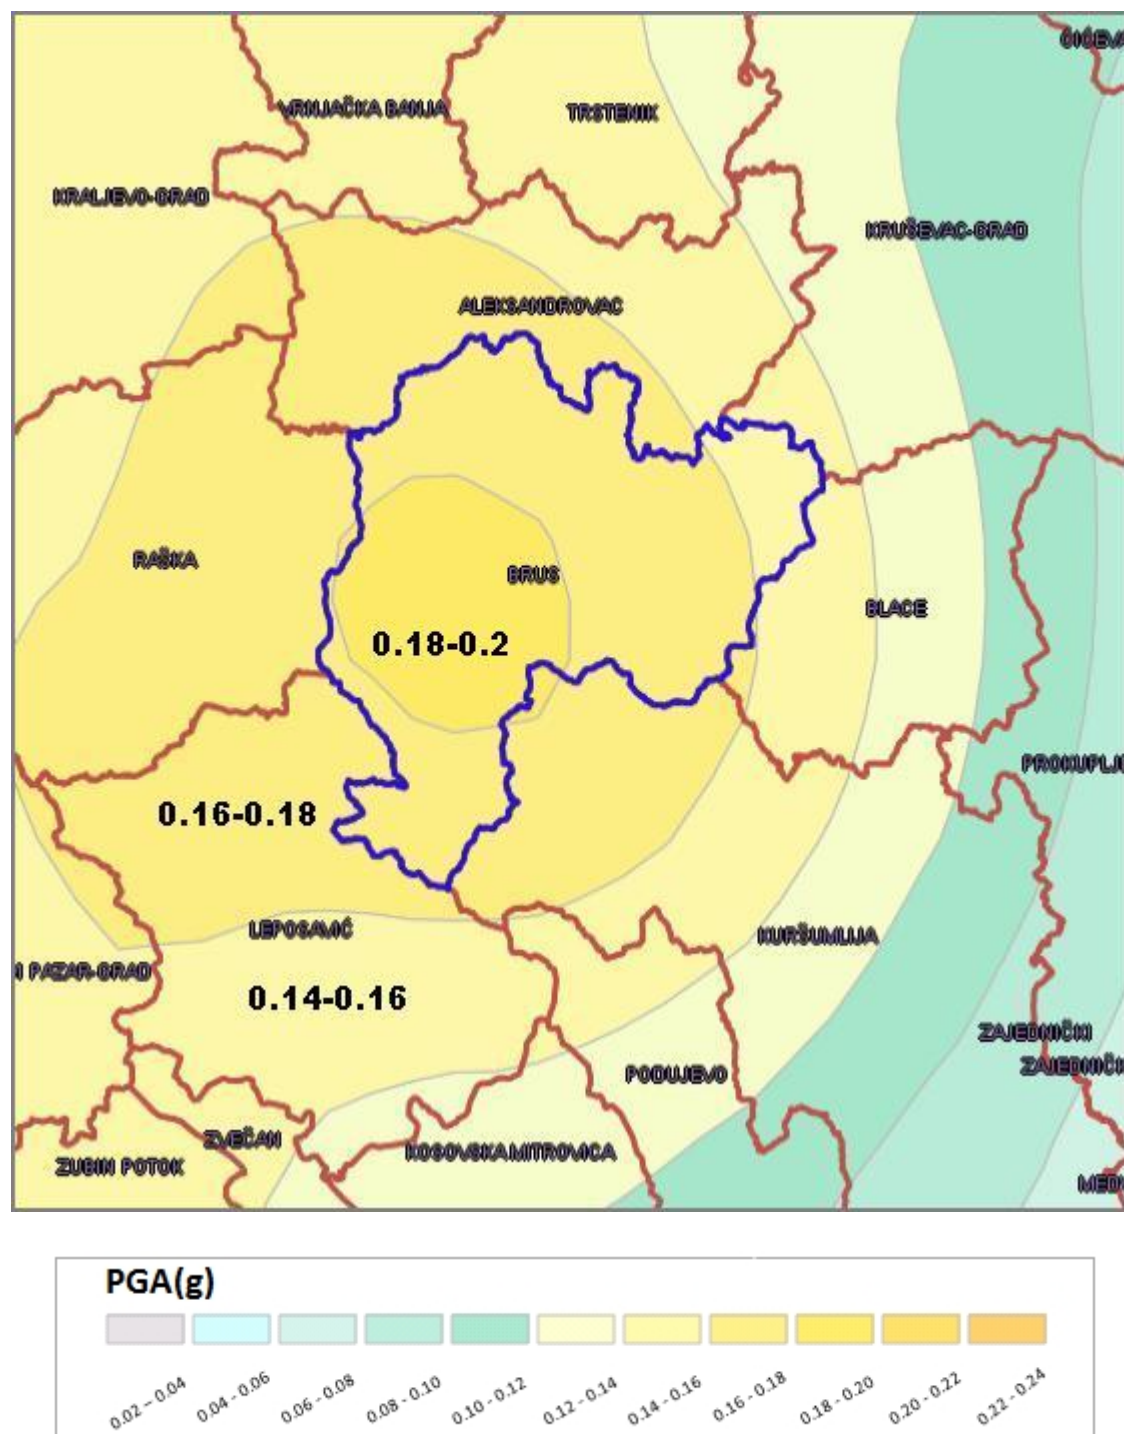 ĆIĆEVA
VRNJAČKA BANJA
TRSTENIK
KRALJEVO-GRAD
KRUŠEVAC-GRAD
ALEKSANDROVAC
RAŠKA
BRUS
BLACE
0.18-0.2
PROKUPLJE
0.16-0.18
LEPOSAVIĆ
KURŠUMLIJA
I PAZAR-GRAD
0.14-0.16
ZAJEDNIČKI
ZAJEDNIČKI
PODUJEVO
ZVEČAN
KOSOVSKA MITROVICA
ZUBIN POTOK
MED
PGA(g)
0.02 – 0.04
0.04 - 0.06
0.06 - 0.08
0.08 - 0.10
0.10 - 0.12
0.12 - 0.14
0.14 - 0.16
0.16 - 0.18
0.18 - 0.20
0.20 - 0.22
0.22 - 0.24